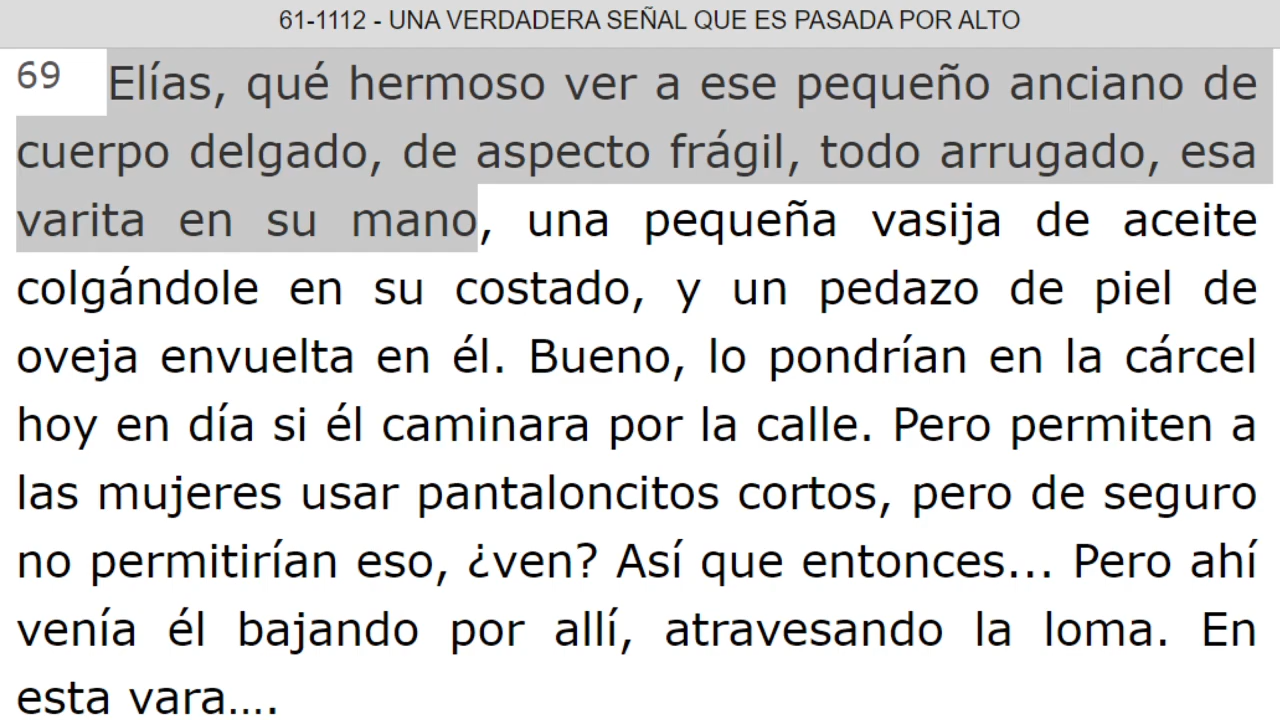 61-1112 - UNA VERDADERA SEÑAL QUE ES PASADA POR ALTO
69 Elías, qué hermoso ver a ese pequeño anciano de
cuerpo delgado, de aspecto frágil, todo arrugado, esa
varita en su mano, una pequeña vasija de aceite
colgándole en su costado, y un pedazo de piel de
oveja envuelta en él. Bueno, lo pondrían en la cárcel
hoy en día si él caminara por la calle. Pero permiten a
las mujeres usar pantaloncitos cortos, pero de seguro
no permitirían eso, ¿ven? Así que entonces... Pero ahí
venía él bajando por allí, atravesando la loma. En
esta vara....